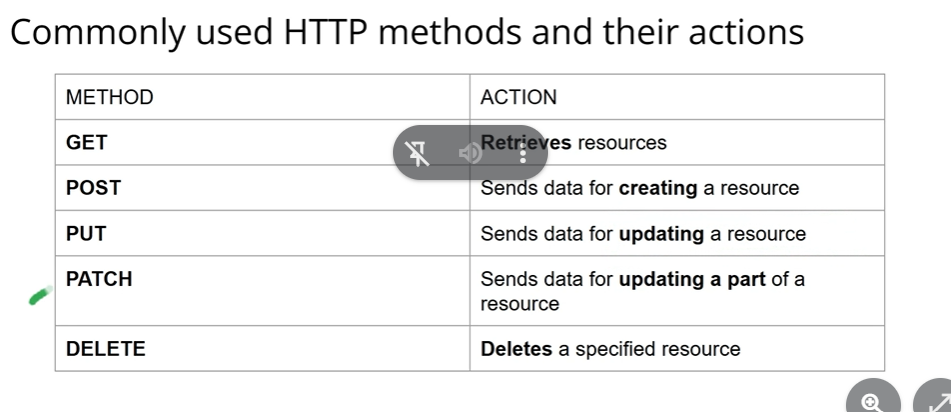 Commonly used HTTP methods and their actions
METHOD ACTION
GET Retrieves resources
POST Sends data for creating a resource
PUT Sends data for updating a resource
PATCH Sends data for updating a part of a
resource
DELETE Deletes a specified resource